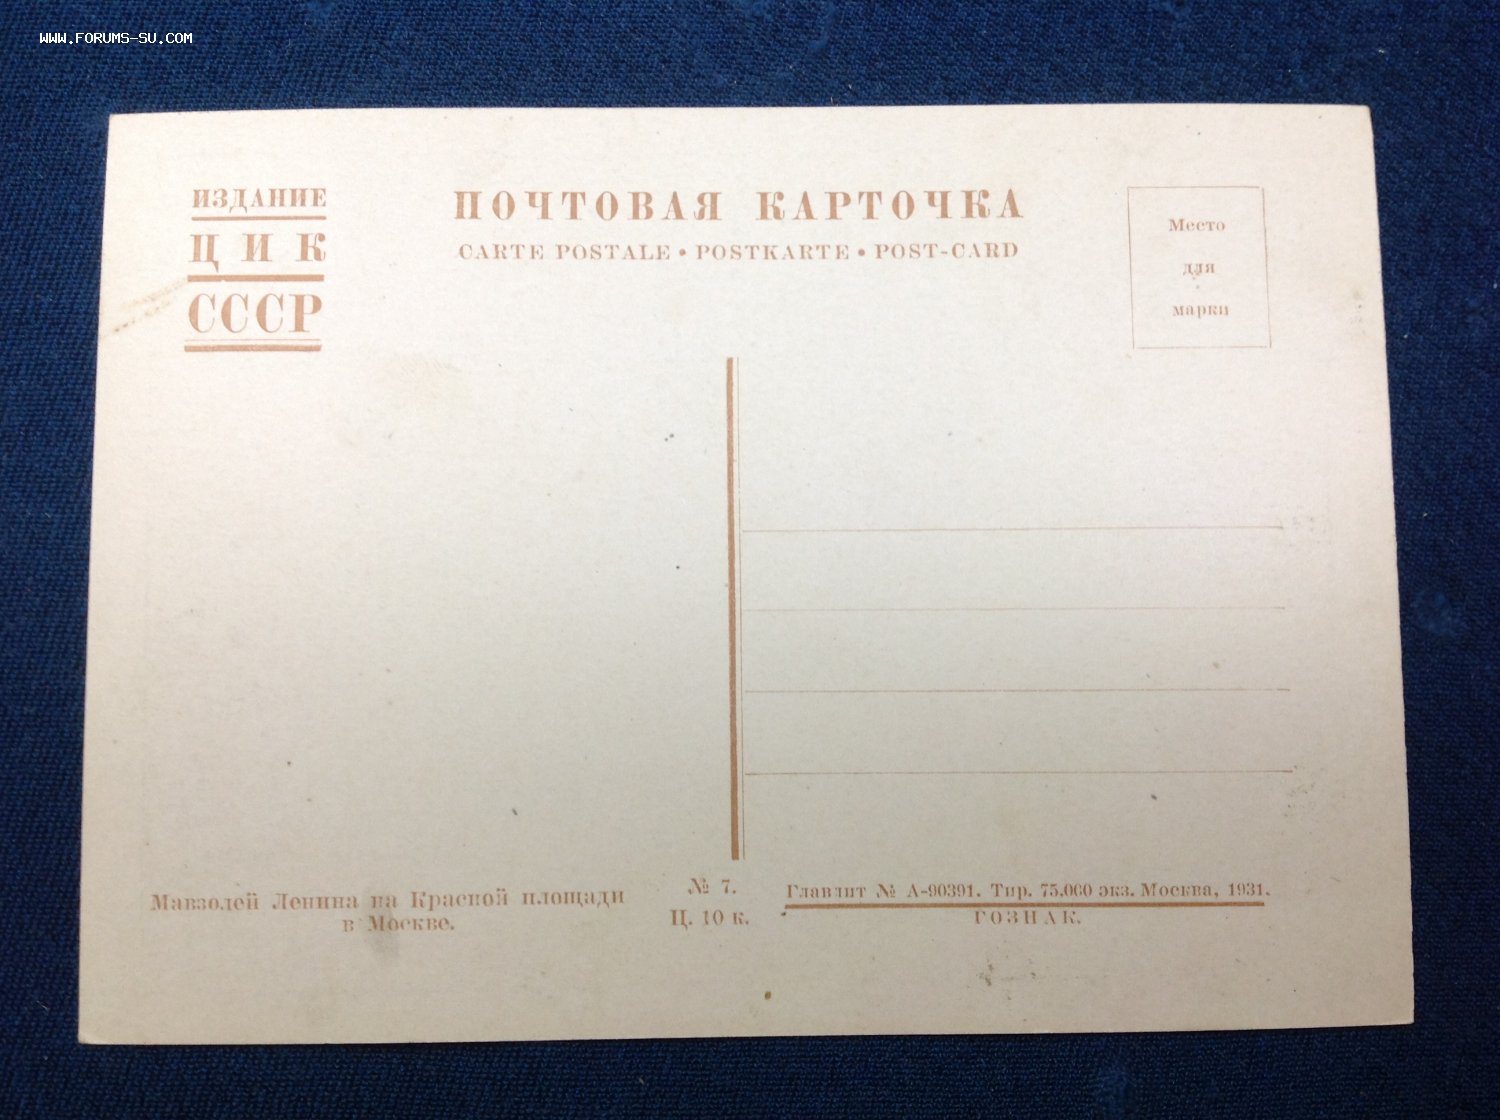 WWW.FORUMS-SU.COM
ИЗДАНИЕ
ЦИК
СССР
ПОЧТОВАЯ КАРТОЧКА
CARTE POSTALE • POSTKARTE • POST-CARD
Место
для
марки
Мавзолей Ленина на Красной площади
в Москве.
№ 7.
Ц. 10 к.
Главлит № А-90391. Тир. 75.000 экз. Москва, 1931.
ГОЗНАК.